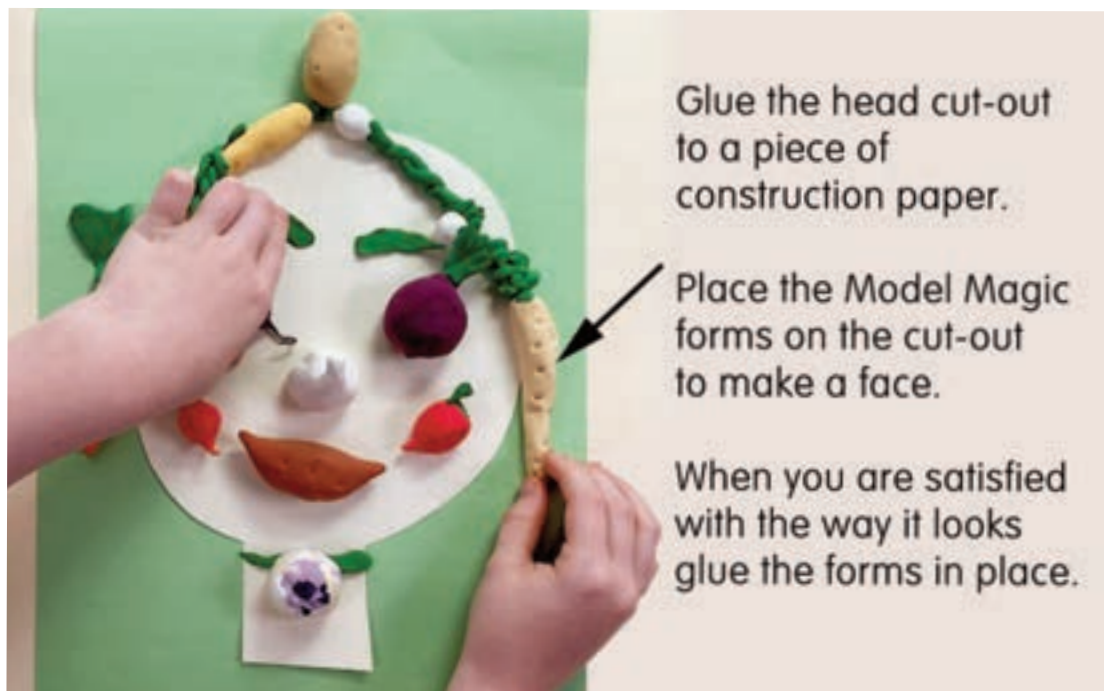 Glue the head cut-out
to a piece of
construction paper.
Place the Model Magic
forms on the cut-out
to make a face.
When you are satisfied
with the way it looks
glue the forms in place.